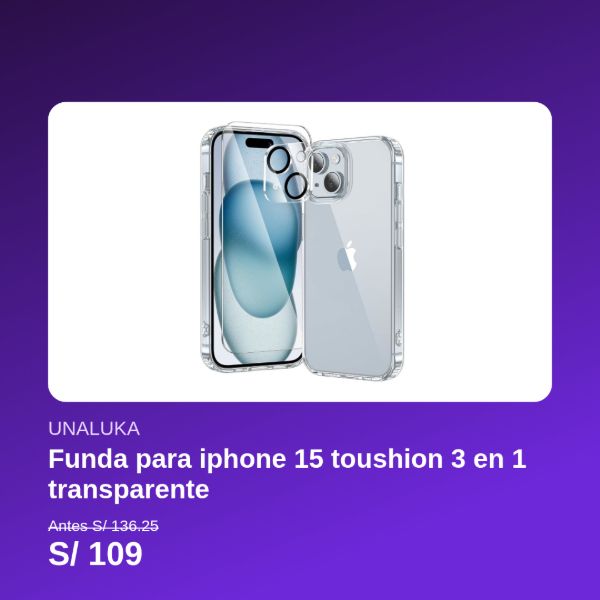 UNALUKA
Funda para iphone 15 toushion 3 en 1
transparente
Antes S/ 136.25
S/ 109